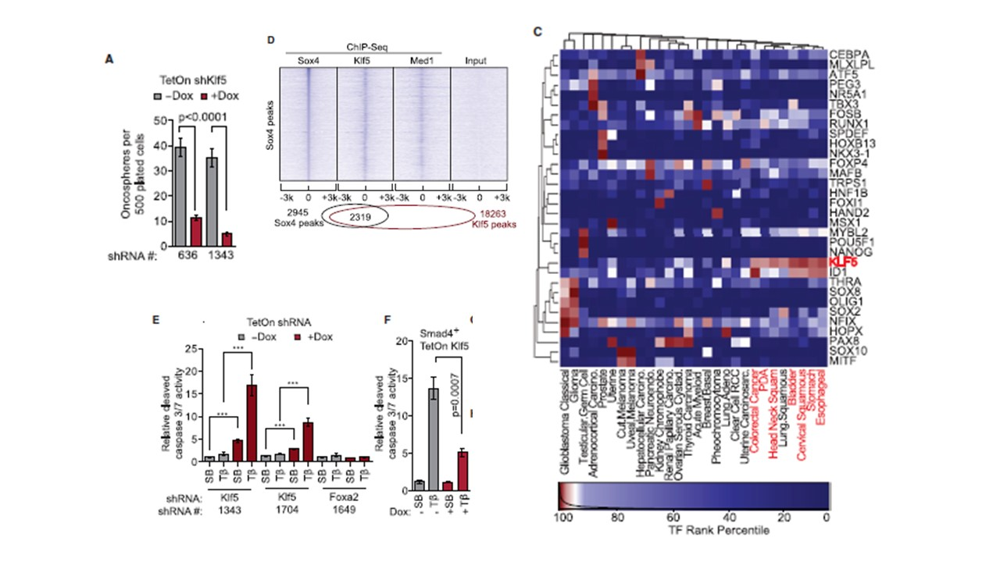 A
TetOn shKlf5
−Dox +Dox
p<0.0001
Oncospheres per
500 plated cells
50
40
30
20
10
0
shRNA #: 636 1343
D
ChIP-Seq
Sox4 Klf5 Med1 Input
Sox4 peaks
-3k 0 +3k -3k 0 +3k -3k 0 +3k -3k 0 +3k
2945
Sox4 peaks
2319
18263
Klf5 peaks
C
CEBPA
MLXLPL
ATF5
PEG3
NR5A1
TBX3
FOSB
RUNX1
SPDEF
HOXB13
NKX3-1
FOXP4
MAFB
TRPS1
HNF1B
FOXI1
HAND2
MSX1
MYBL2
POU5F1
NANOG
KLF5
ID1
THRA
SOX8
OLIG1
SOX2
NFIX
HOPX
PAX8
SOX10
MITF
Glioblastoma Classical
Glioma
Testicular Germ Cell
Adrenocortical Carcino.
Prostate
Uterine
Cut.Melanoma
Uveal Melanoma
Hepatocellular Carcino.
Pancreatic Neuroendo.
Kidney Chromophobe
Renal Papillary Carcino.
Ovarian Serous Cystad.
Thyroid Carcinoma
Acute Myeloid
Breast Basal
Pheochromocytoma
Lung Adeno
Clear Cell RCC
Uterine Carcinosarc.
Colorectal Cancer
PDA
Head Neck Squam
Lung Squamous
Bladder
Cervical Squamous
Stomach
Esophageal
100 80 60 40 20 0
TF Rank Percentile
E
TetOn shRNA
−Dox +Dox
Relative cleaved
caspase 3/7 activity
25
20
15
10
5
0
*** *** *** ***
SB Tβ SB Tβ SB Tβ SB Tβ SB Tβ SB Tβ
shRNA: Klf5 Klf5 Foxa2
shRNA #: 1343 1704 1649
F
Smad4+
TetOn Klf5
Relative cleaved
caspase 3/7 activity
20
15
10
5
0
p=0.0007
SB Tβ SB Tβ
Dox: - - + +